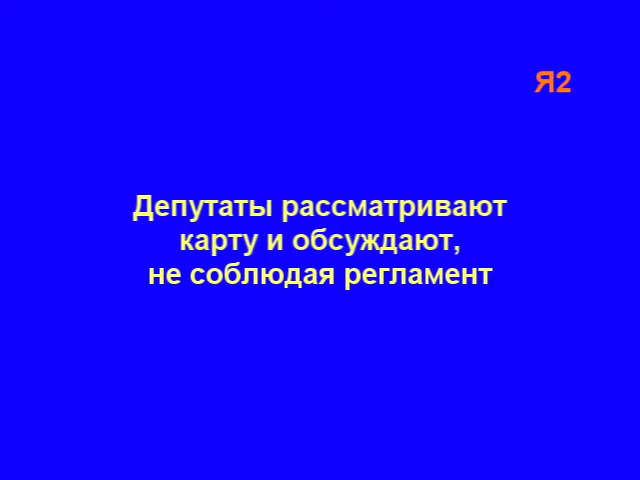 Я2
Депутаты рассматривают
карту и обсуждают,
не соблюдая регламент